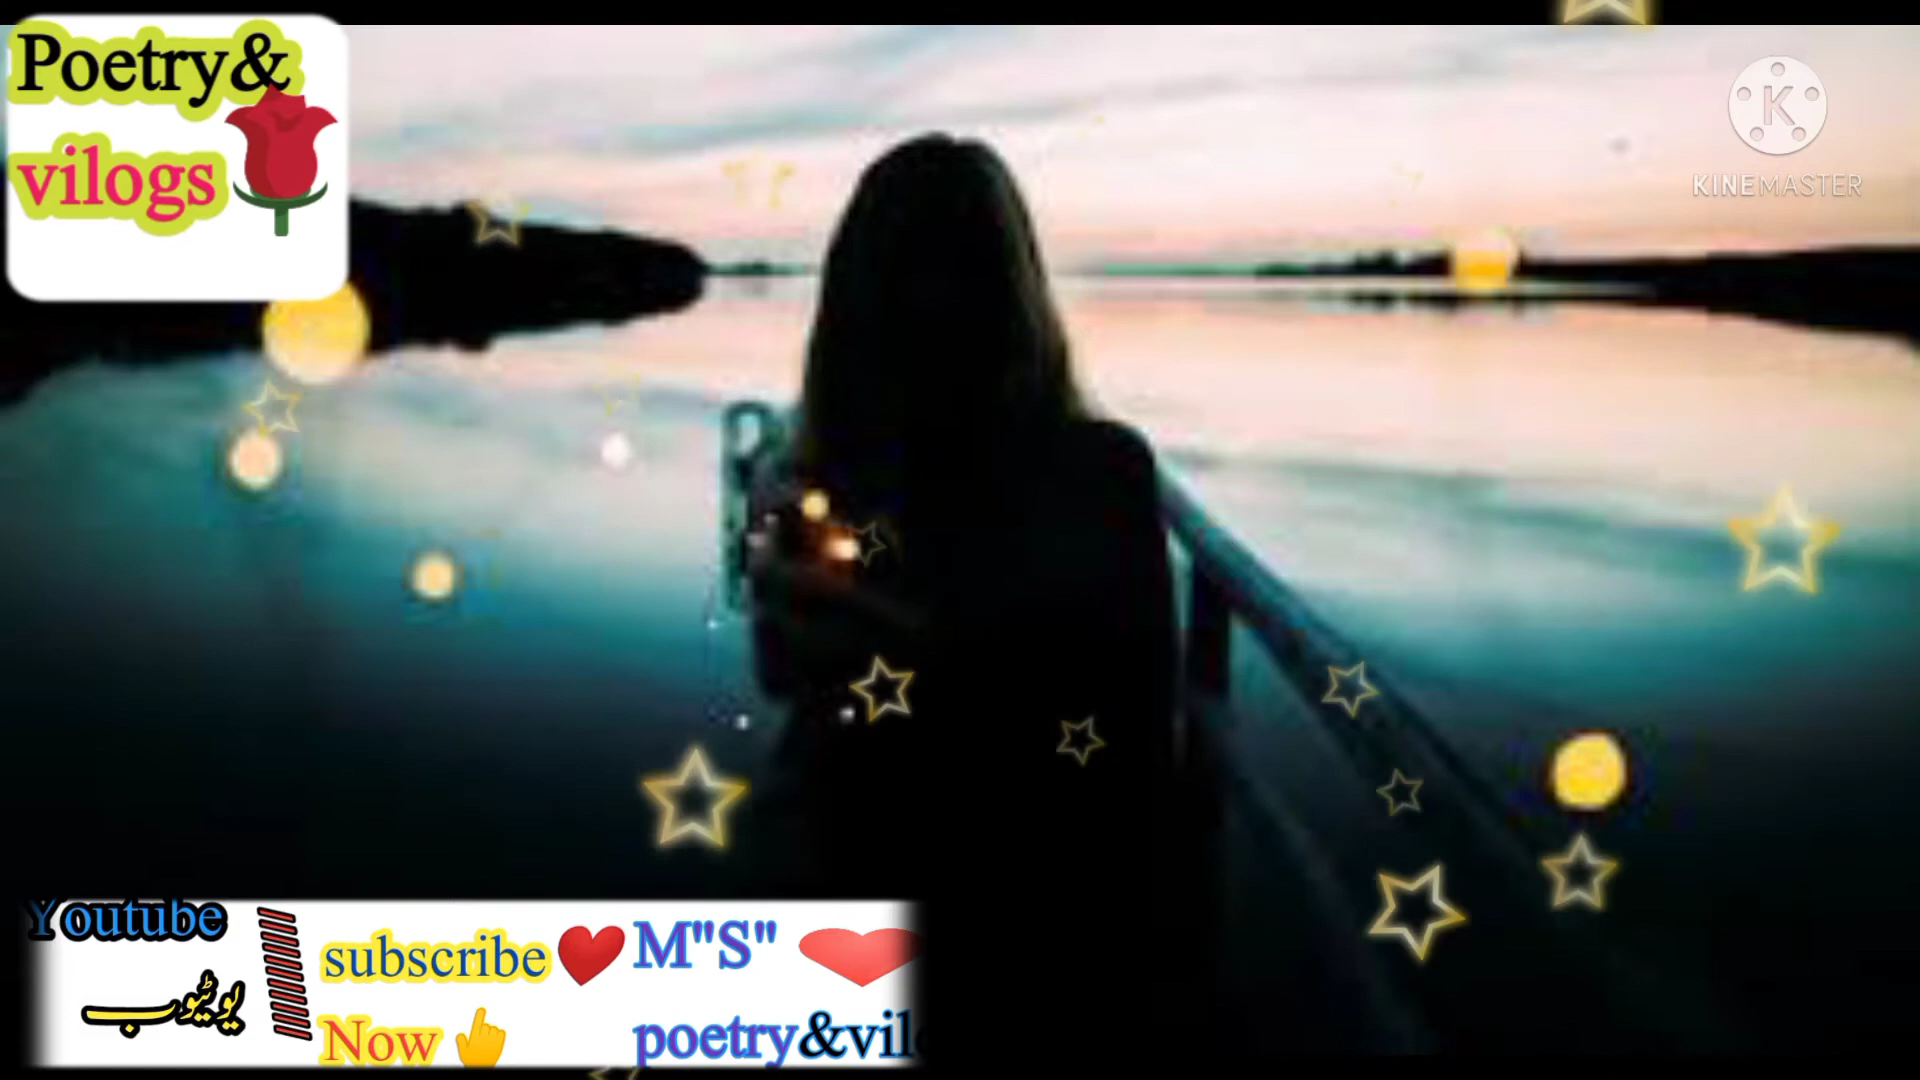 Poetry&
vilogs
KINEMASTER
Youtube
یوٹیوب
subscribe
Now
M"S"
poetry&vil